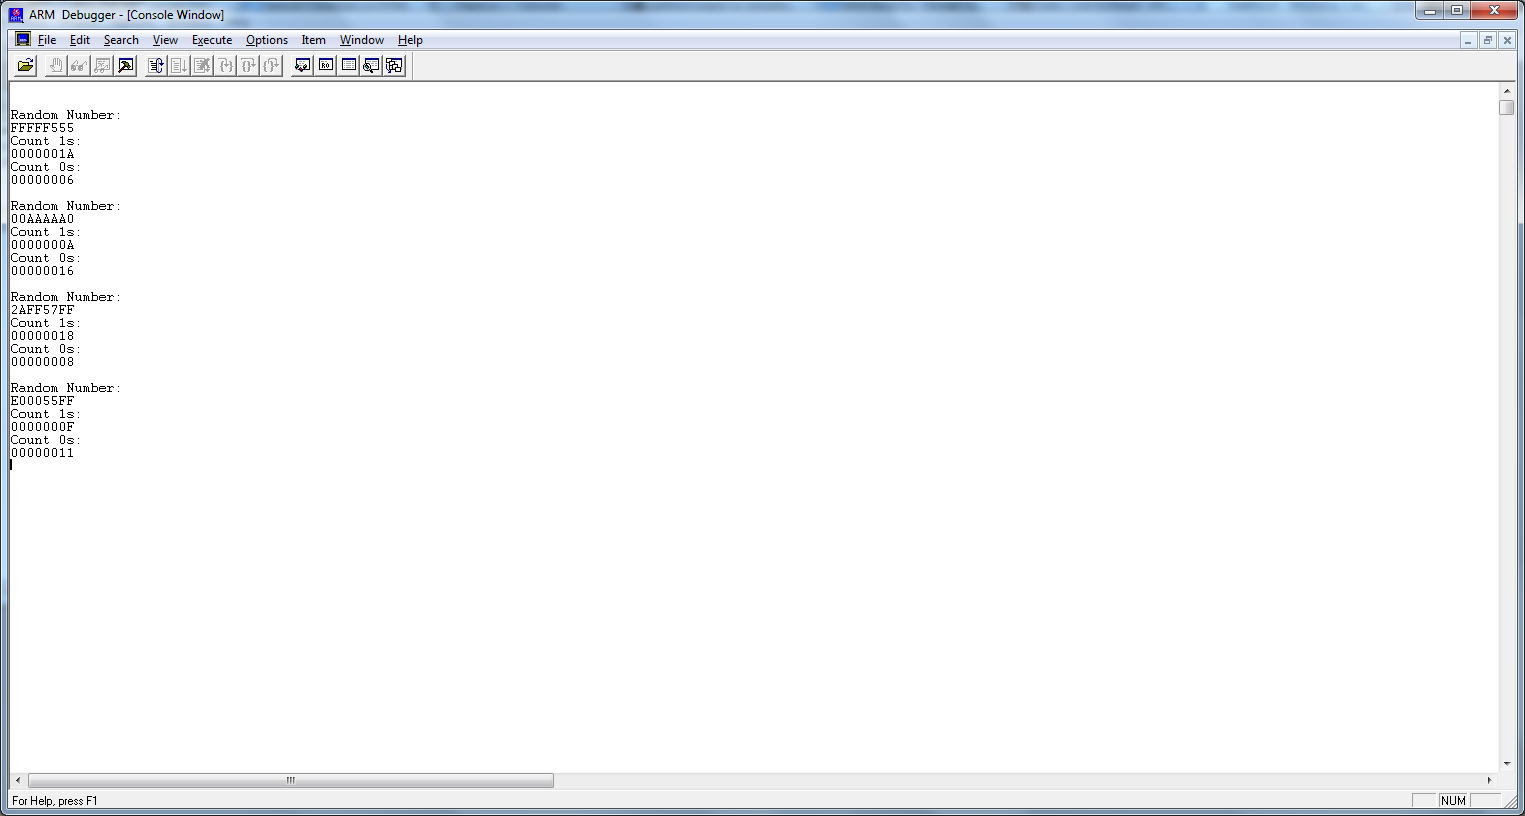 ARM  Debugger - [Console Window]
File Edit Search View Execute Options Item Window Help
Random Number:
FFFFF555
Count 1s:
0000001A
Count 0s:
00000006
Random Number:
00AAAAA0
Count 1s:
0000000A
Count 0s:
00000016
Random Number:
2AFF57FF
Count 1s:
00000018
Count 0s:
00000008
Random Number:
E00055FF
Count 1s:
0000000F
Count 0s:
00000011
For Help, press F1
NUM